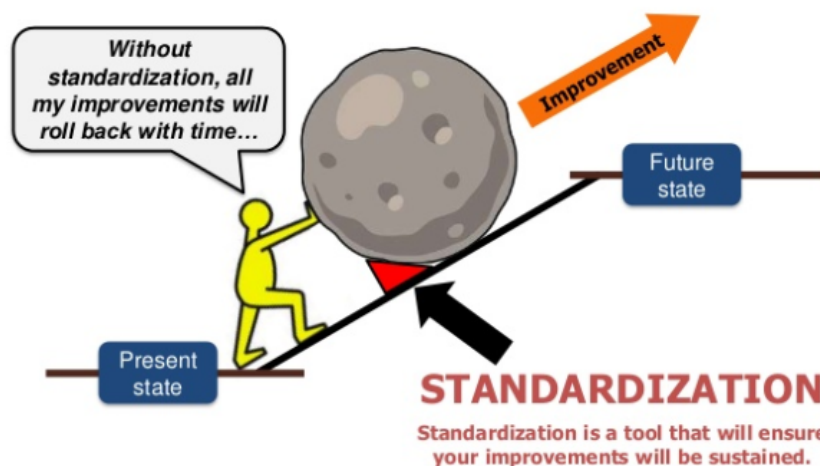 Without
standardization, all
my improvements will
roll back with time…
Improvement
Future
state
Present
state
STANDARDIZATION
Standardization is a tool that will ensure
your improvements will be sustained.